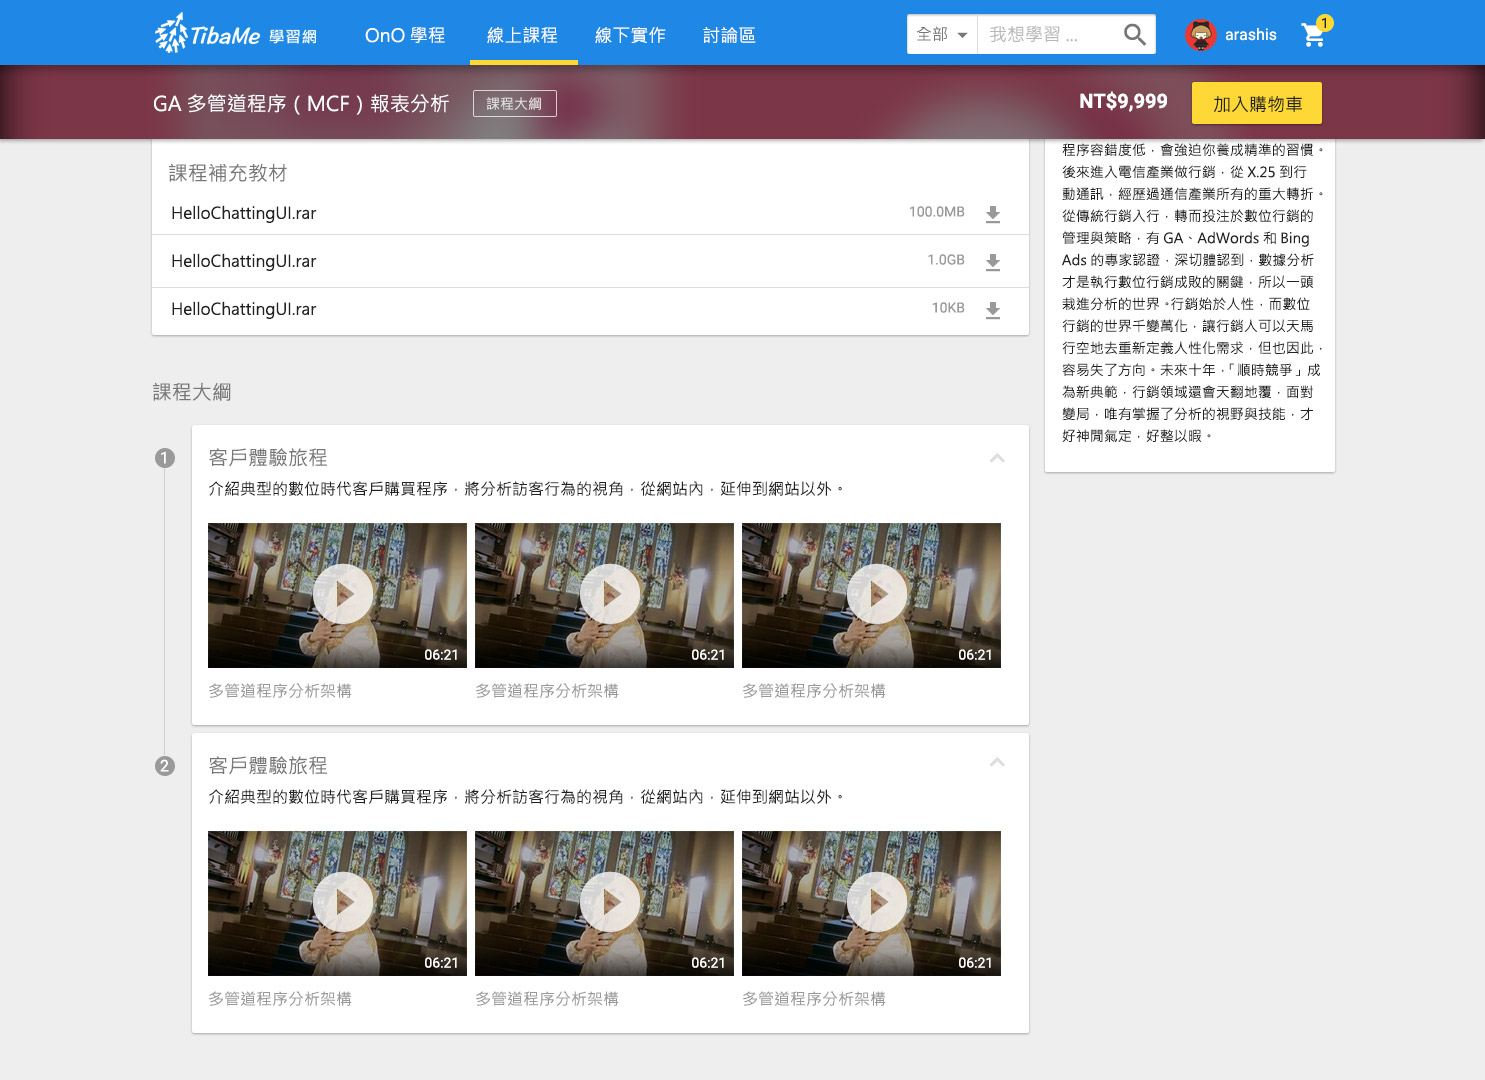 TibaMe 學習網
OnO 學程
線上課程
線下實作
討論區
全部
我想學習 ...
arashis
1
GA 多管道程序（MCF）報表分析
課程大綱
NT$9,999
加入購物車
課程補充教材
HelloChattingUI.rar
100.0MB
HelloChattingUI.rar
1.0GB
HelloChattingUI.rar
10KB
程序容錯度低，會強迫你養成精準的習慣。
後來進入電信產業做行銷，從 X.25 到行
動通訊，經歷過通信產業所有的重大轉折。
從傳統行銷入行，轉而投注於數位行銷的
管理與策略，有 GA、AdWords 和 Bing
Ads 的專家認證，深切體認到，數據分析
才是執行數位行銷成敗的關鍵，所以一頭
栽進分析的世界。行銷始於人性，而數位
行銷的世界千變萬化，讓行銷人可以天馬
行空地去重新定義人性化需求，但也因此，
容易失了方向。未來十年，「順時競爭」成
為新典範，行銷領域還會天翻地覆，面對
變局，唯有掌握了分析的視野與技能，才
好神閒氣定，好整以暇。
課程大綱
1
客戶體驗旅程
介紹典型的數位時代客戶購買程序，將分析訪客行為的視角，從網站內，延伸到網站以外。
06:21
06:21
06:21
多管道程序分析架構
多管道程序分析架構
多管道程序分析架構
2
客戶體驗旅程
介紹典型的數位時代客戶購買程序，將分析訪客行為的視角，從網站內，延伸到網站以外。
06:21
06:21
06:21
多管道程序分析架構
多管道程序分析架構
多管道程序分析架構